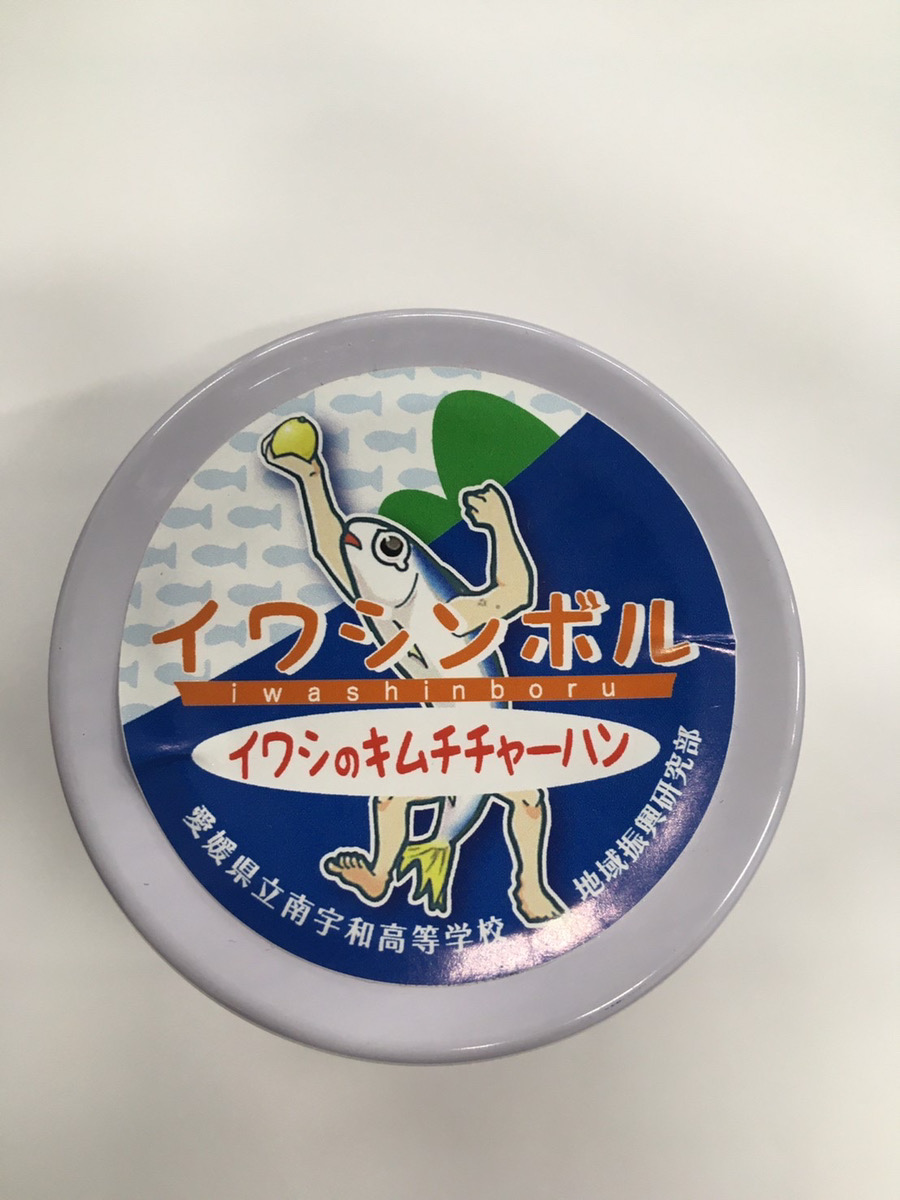 イワシンボル
iwashinboru
イワシのキムチチャーハン
愛媛県立南宇和高等学校
地域振興研究部